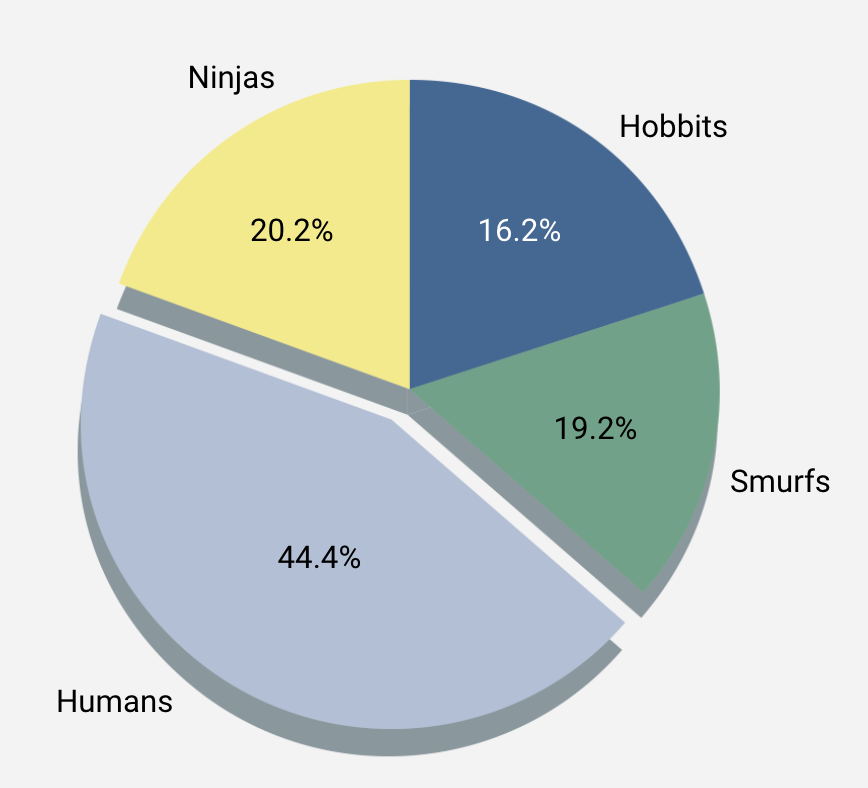 Ninjas
Hobbits
20.2%
16.2%
19.2%
Smurfs
44.4%
Humans